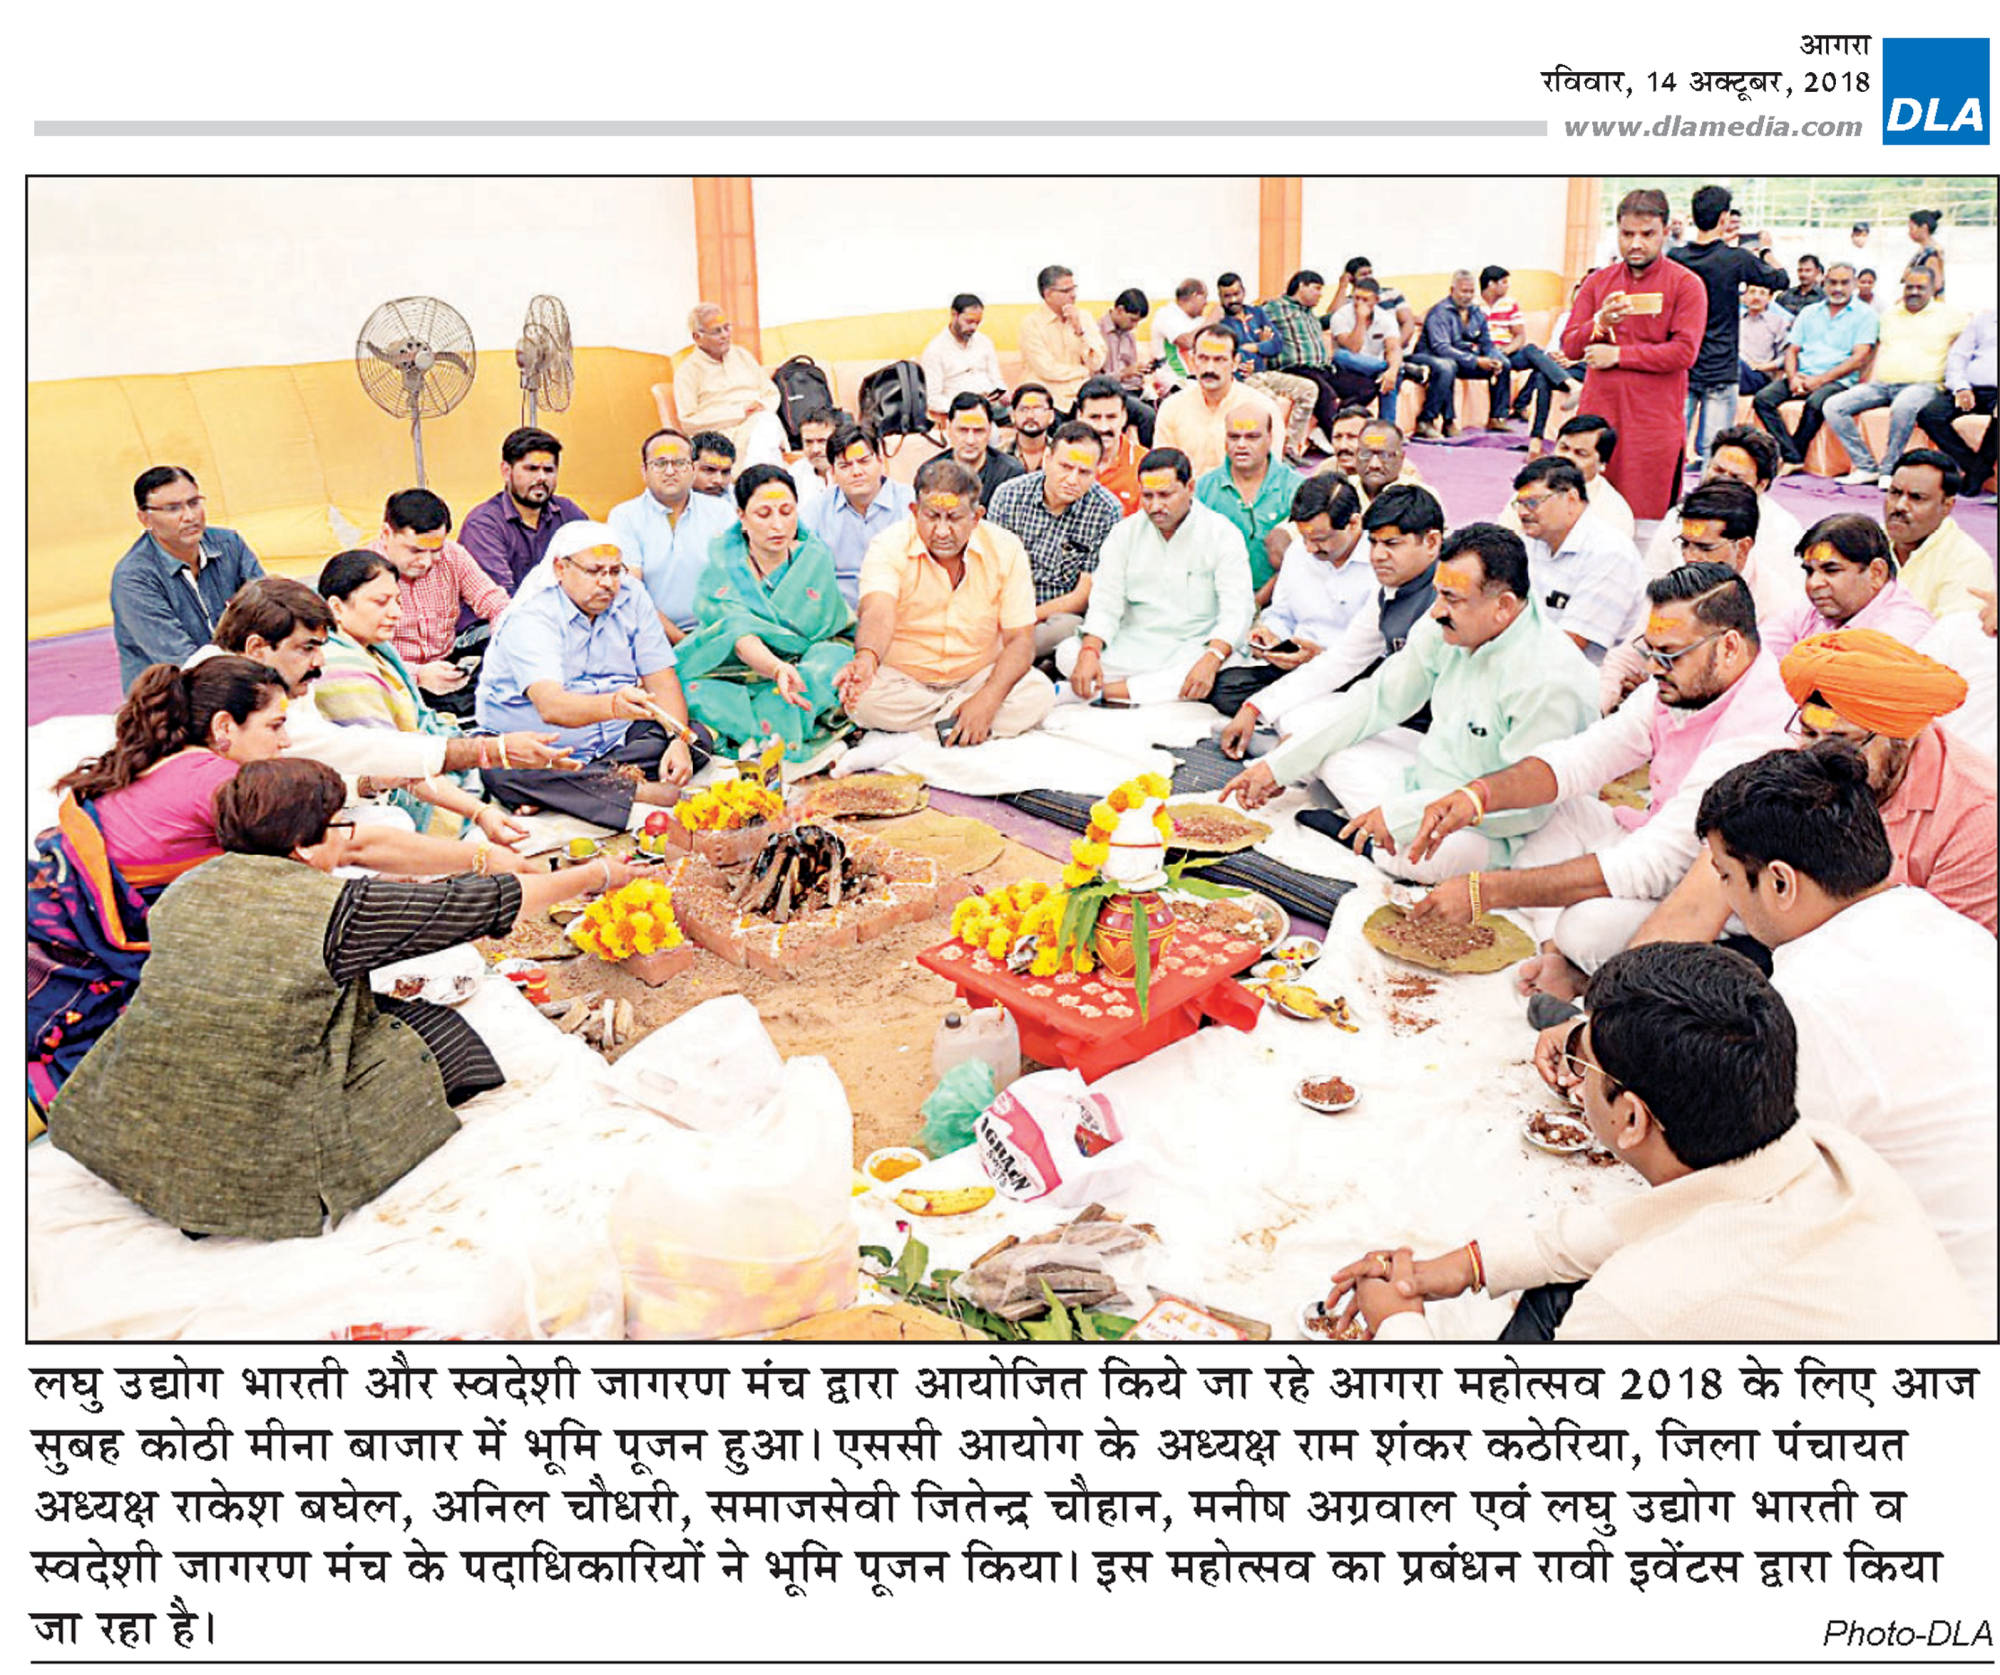 आगरा
रविवार, 14 अक्टूबर, 2018
www.dlamedia.com
DLA
लघु उद्योग भारती और स्वदेशी जागरण मंच द्वारा आयोजित किये जा रहे आगरा महोत्सव 2018 के लिए आज
सुबह कोठी मीना बाजार में भूमि पूजन हुआ। एससी आयोग के अध्यक्ष राम शंकर कठेरिया, जिला पंचायत
अध्यक्ष राकेश बघेल, अनिल चौधरी, समाजसेवी जितेन्द्र चौहान, मनीष अग्रवाल एवं लघु उद्योग भारती व
स्वदेशी जागरण मंच के पदाधिकारियों ने भूमि पूजन किया। इस महोत्सव का प्रबंधन रावी इवेंटस द्वारा किया
जा रहा है।
Photo-DLA